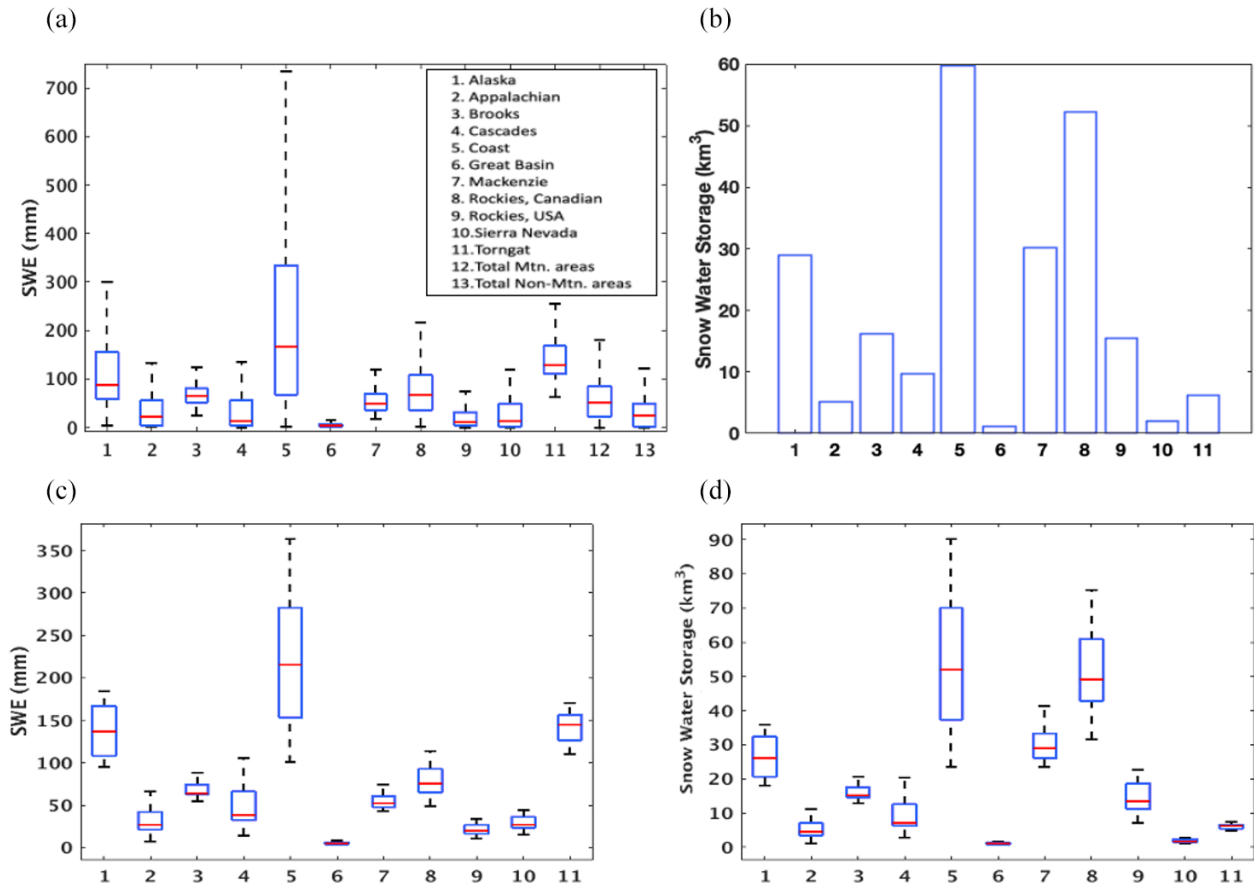 (a)
700
600
500
400
300
200
100
0
SWE (mm)
1. Alaska
2. Appalachian
3. Brooks
4. Cascades
5. Coast
6. Great Basin
7. Mackenzie
8. Rockies, Canadian
9. Rockies, USA
10.Sierra Nevada
11.Torngat
12.Total Mtn. areas
13.Total Non-Mtn. areas
1 2 3 4 5 6 7 8 9 10 11 12 13
(b)
60
50
40
30
20
10
0
Snow Water Storage (km³)
1 2 3 4 5 6 7 8 9 10 11
(c)
350
300
250
200
150
100
50
0
SWE (mm)
1 2 3 4 5 6 7 8 9 10 11
(d)
90
80
70
60
50
40
30
20
10
0
Snow Water Storage (km³)
1 2 3 4 5 6 7 8 9 10 11